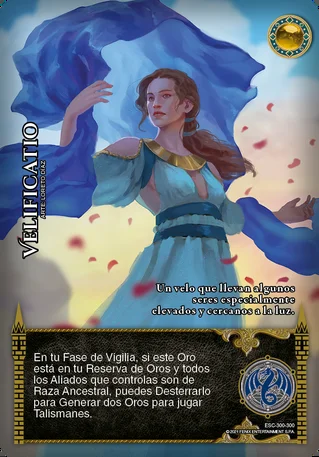 VELIFICATIO
ARTE: LORETO DÍAZ
Un velo que llevan algunos
seres especialmente
elevados y cercanos a la luz.
En tu Fase de Vigilia, si este Oro
está en tu Reserva de Oros y todos
los Aliados que controlas son de
Raza Ancestral, puedes Desterrarlo
para Generar dos Oros para jugar
Talismanes.
ESC-300-300
©2021 FENIX ENTERTAINMENT S.P.A.